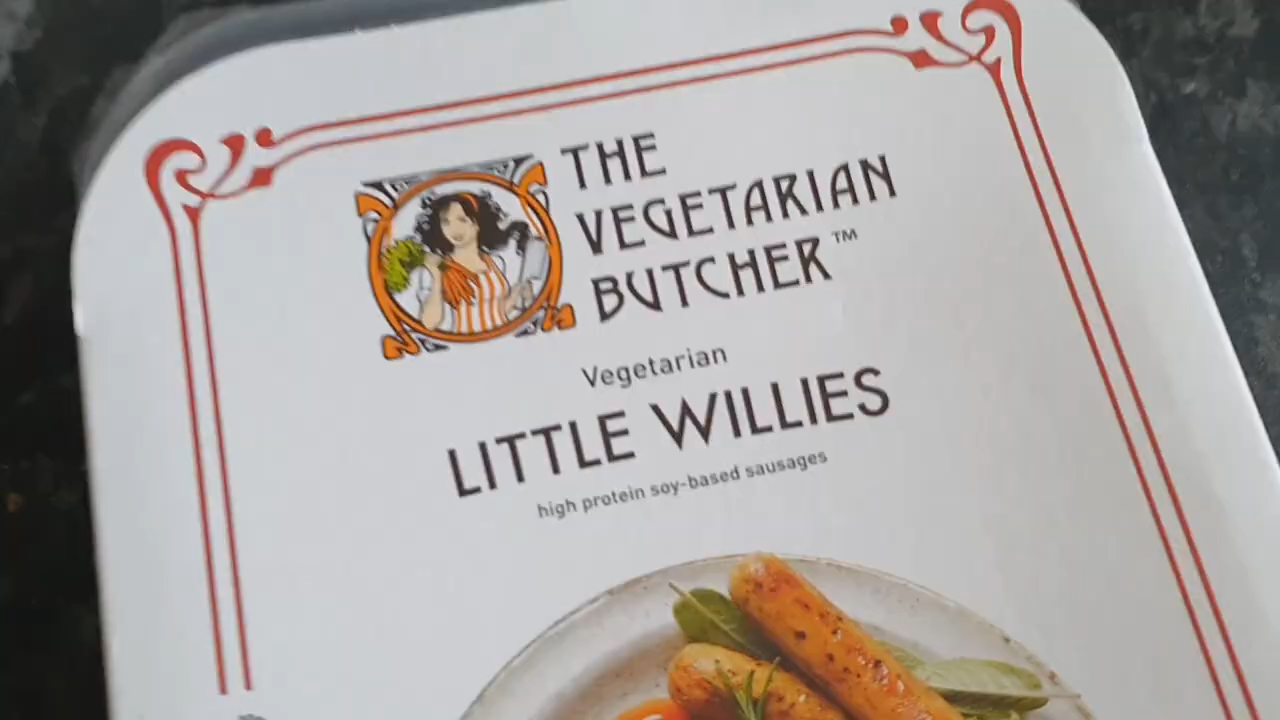 THE
VEGETARIAN
BUTCHER™
Vegetarian
LITTLE WILLIES
high protein soy-based sausages